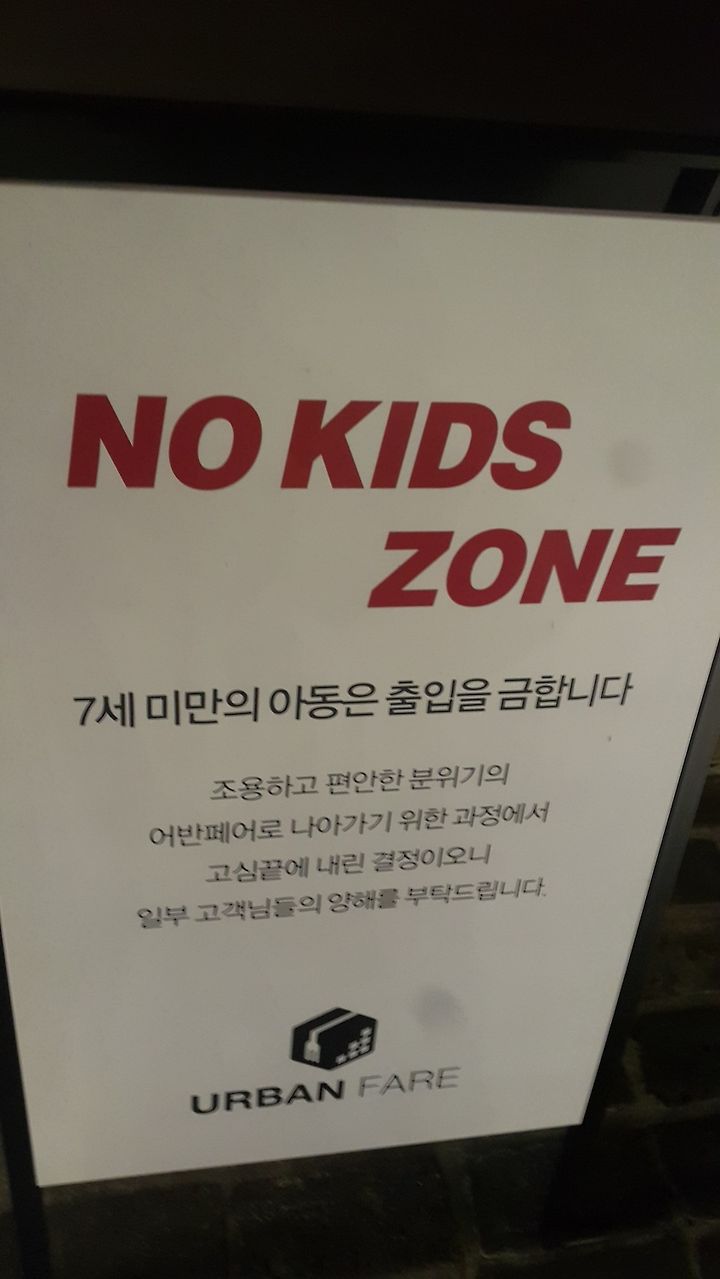 NO KIDS
ZONE
7세 미만의 아동은 출입을 금합니다
조용하고 편안한 분위기의
어반페어로 나아가기 위한 과정에서
고심끝에 내린 결정이오니
일부 고객님들의 양해를 부탁드립니다.
URBAN FARE